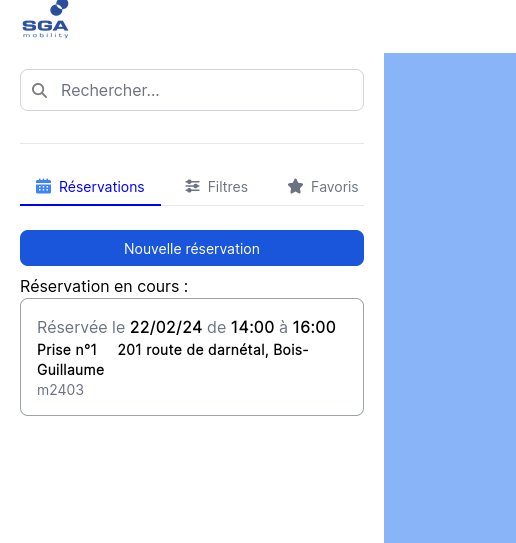 SGA
mobility
Rechercher...
Réservations Filtres Favoris
Nouvelle réservation
Réservation en cours :
Réservée le 22/02/24 de 14:00 à 16:00
Prise n°1 201 route de darnétal, Bois-
Guillaume
m2403